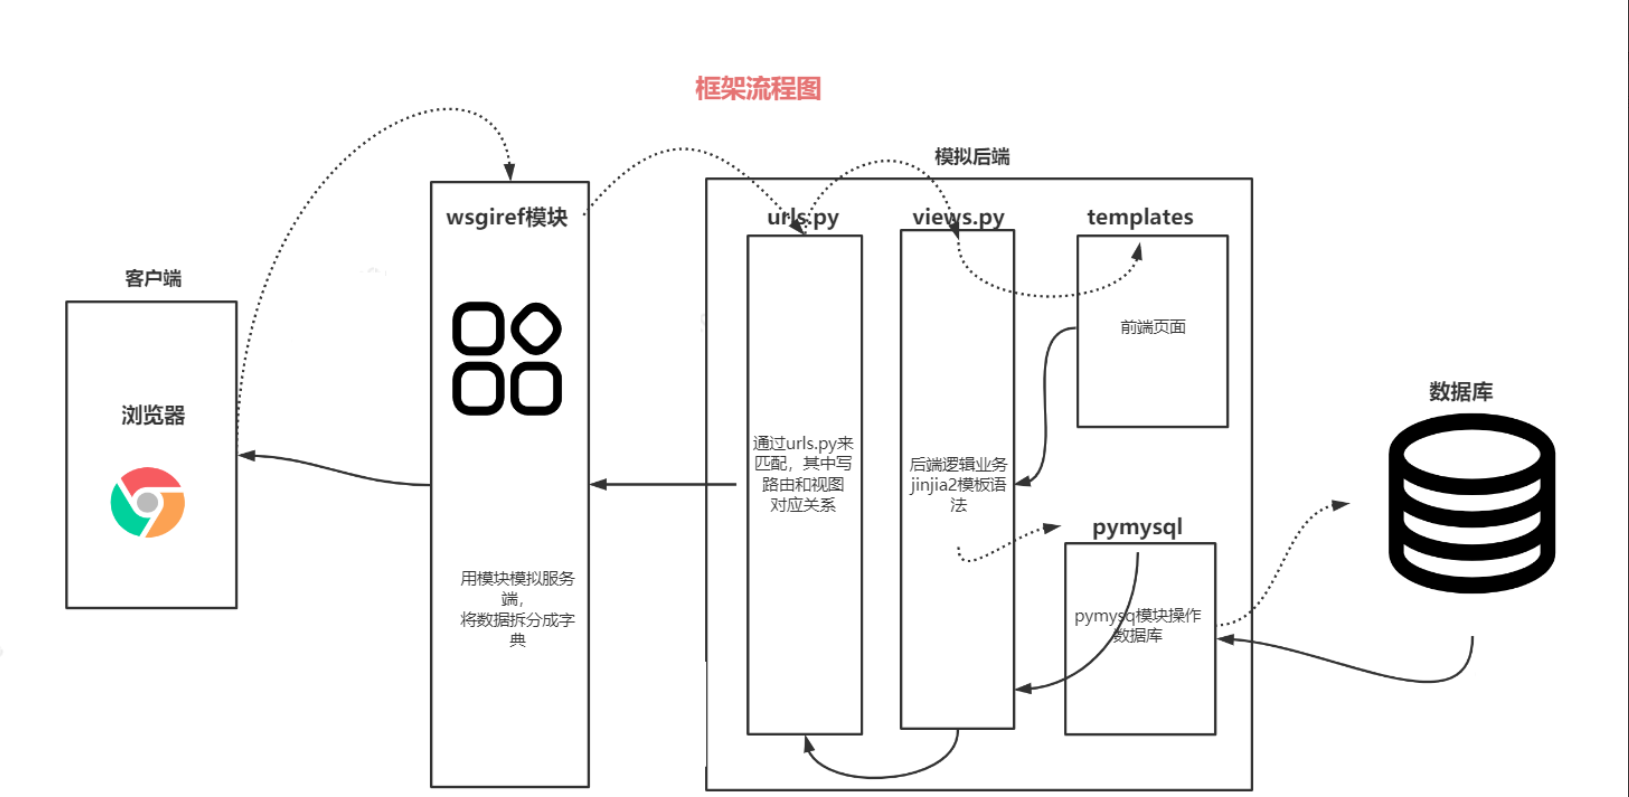 框架流程图
模拟后端
wsgiref模块
urls.py
views.py
templates
客户端
浏览器
前端页面
数据库
通过urls.py来
匹配，其中写
路由和视图
对应关系
后端逻辑业务
jinjia2模板语
法
pymysql
用模块模拟服务
端，
将数据拆分成字
典
pymysq模块操作
数据库